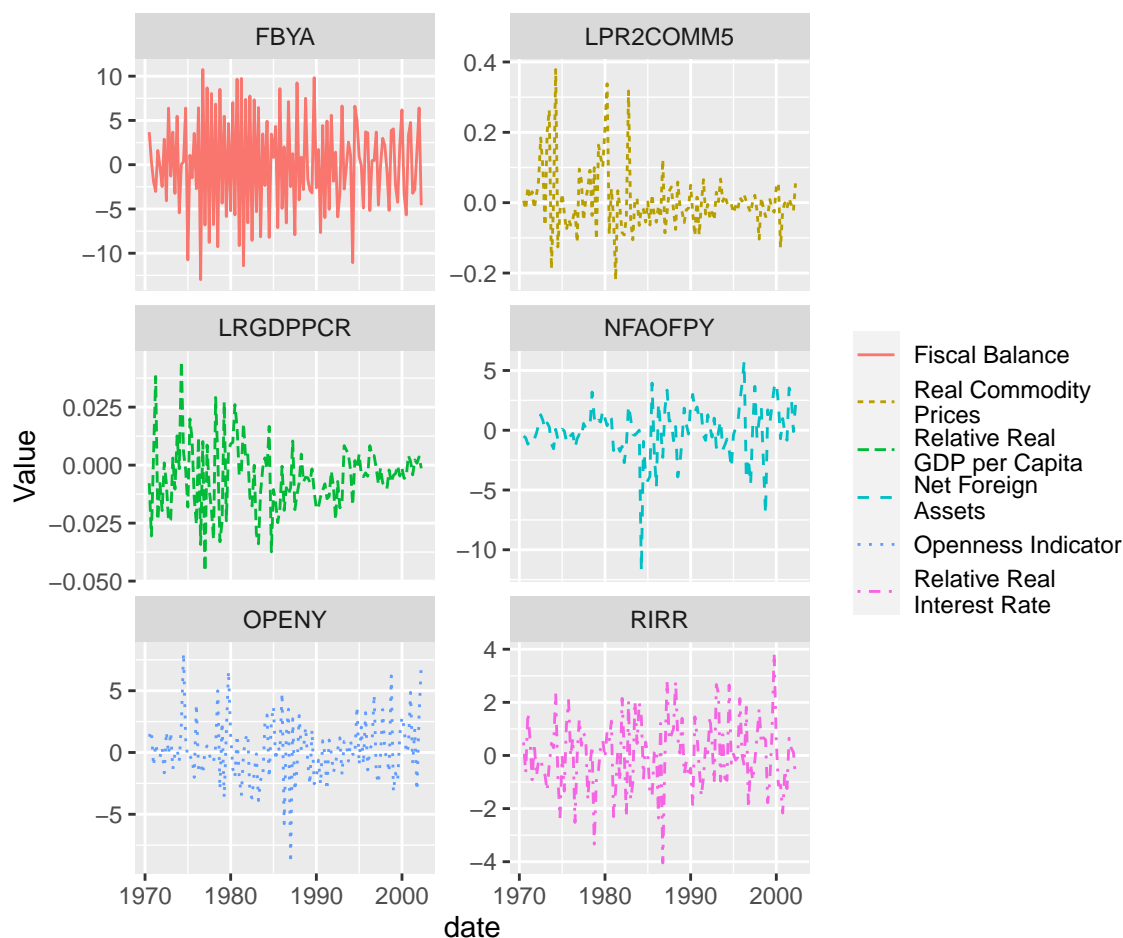 FBYA
LPR2COMM5
10
5
0
−5
−10
0.4
0.2
0.0
−0.2
LRGDPPCR
NFAOFPY
0.025
0.000
−0.025
−0.050
5
0
−5
−10
OPENY
RIRR
5
0
−5
4
2
0
−2
−4
1970 1980 1990 2000
1970 1980 1990 2000
date
Value
Fiscal Balance
Real Commodity
Prices
Relative Real
GDP per Capita
Net Foreign
Assets
Openness Indicator
Relative Real
Interest Rate